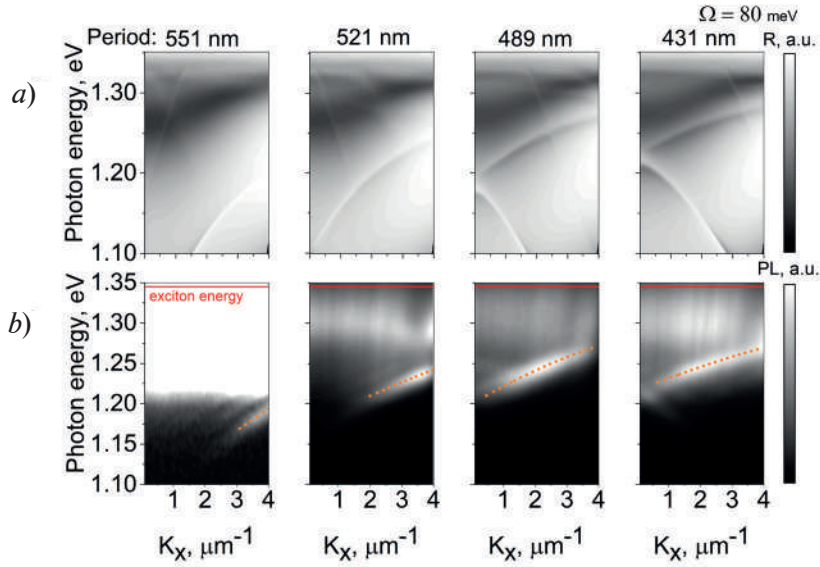 Ω = 80 meV
Period: 551 nm 521 nm 489 nm 431 nm R, a.u.
a)
Photon energy, eV
1.30
1.20
1.10
PL, a.u.
b)
Photon energy, eV
1.35
exciton energy
1.30
1.25
1.20
1.15
1.10
1 2 3 4 1 2 3 4 1 2 3 4 1 2 3 4
Kx, μm-1 Kx, μm-1 Kx, μm-1 Kx, μm-1